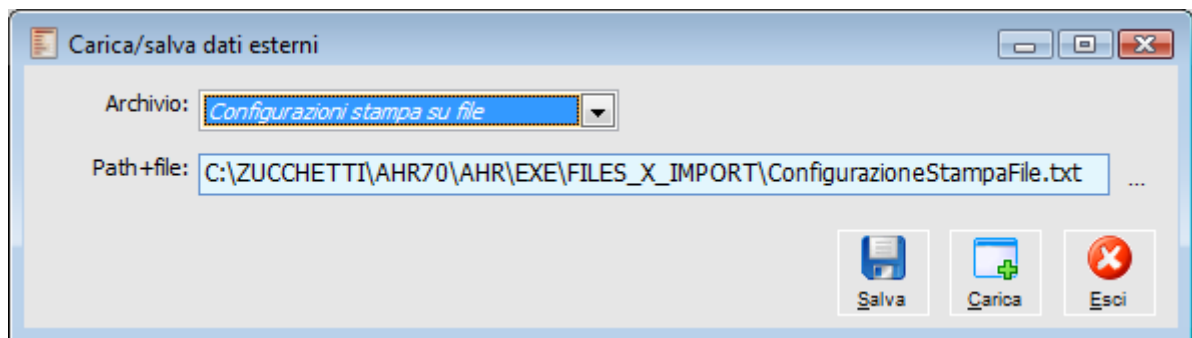 Carica/salva dati esterni
Archivio: Configurazioni stampa su file
Path+file: C:\ZUCCHETTI\AHR70\AHR\EXE\FILES_X_IMPORT\ConfigurazioneStampaFile.txt ...
Salva Carica Esci